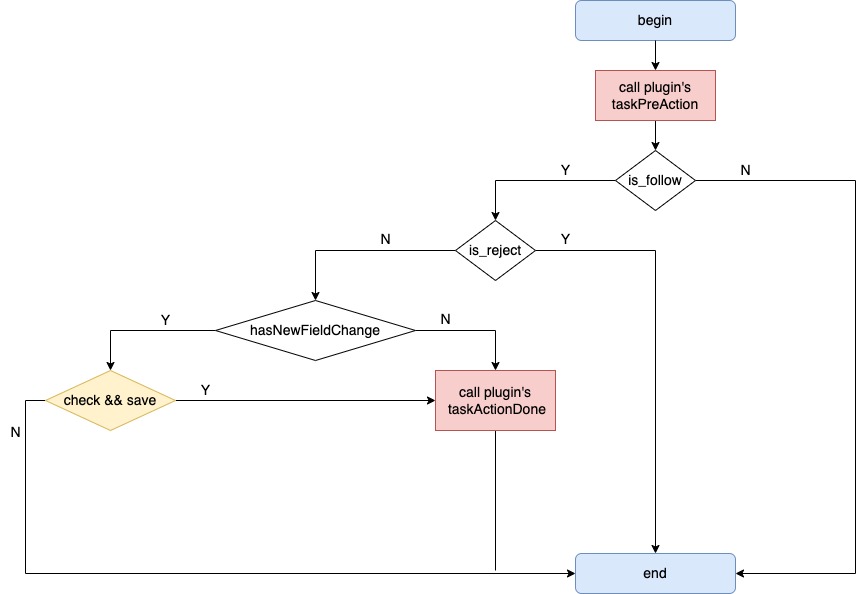 begin
call plugin's
taskPreAction
Y
is_follow
N
N
is_reject
Y
Y
hasNewFieldChange
N
check && save
Y
call plugin's
taskActionDone
N
end